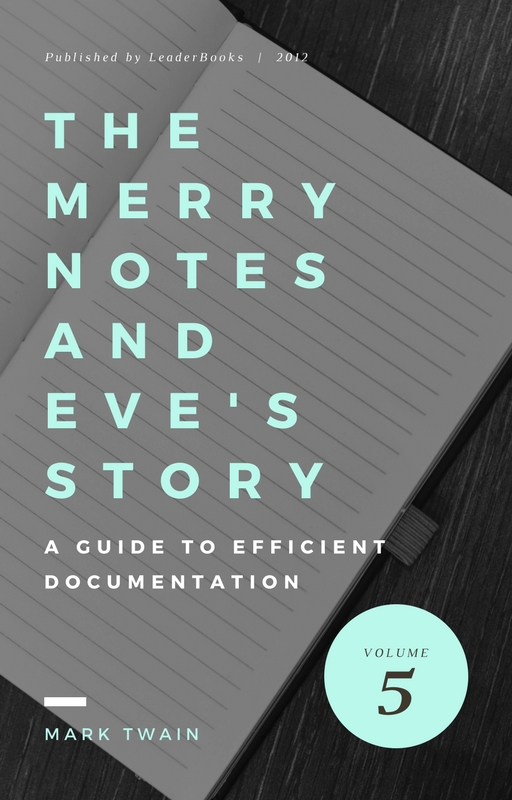 Published by LeaderBooks | 2012
THE
MERRY
NOTES
AND
EVE'S
STORY
A GUIDE TO EFFICIENT
DOCUMENTATION
VOLUME
5
MARK TWAIN